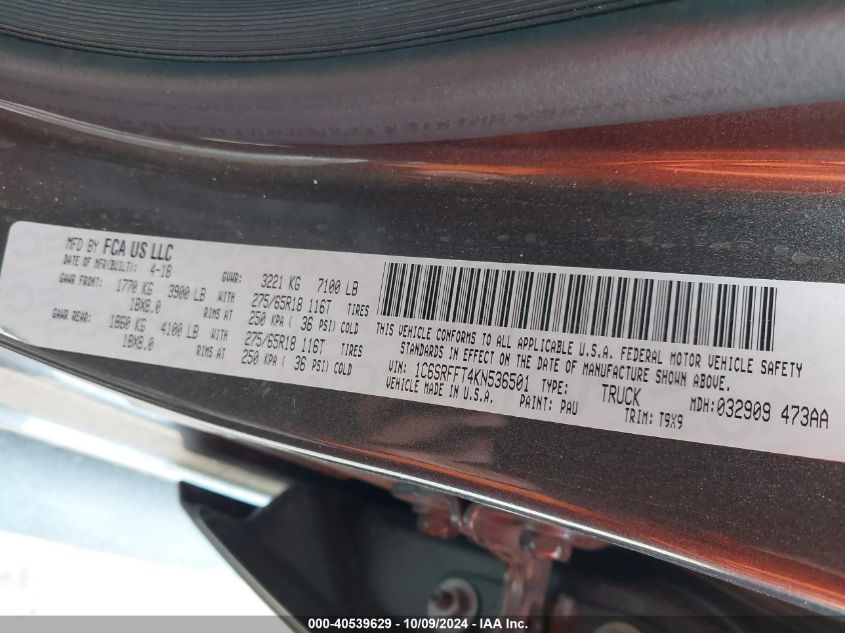 MFD BY FCA US LLC
DATE OF MFR(BUILT): 4-18 GVWR: 3221 KG 7100 LB
GAWR FRONT: 1770 KG 3900 LB WITH 275/65R18 116T TIRES
18X8.0 RIMS AT 250 KPA ( 36 PSI) COLD
GAWR REAR: 1860 KG 4100 LB WITH 275/65R18 116T TIRES
18X8.0 RIMS AT 250 KPA ( 36 PSI) COLD
THIS VEHICLE CONFORMS TO ALL APPLICABLE U.S.A. FEDERAL MOTOR VEHICLE SAFETY
STANDARDS IN EFFECT ON THE DATE OF MANUFACTURE SHOWN ABOVE.
VIN: 1C6SRFFT4KN536501 TYPE: TRUCK MDH:032909 473AA
VEHICLE MADE IN U.S.A. PAINT: PAU TRIM: T9X9
000-40539629 - 10/09/2024 - IAA Inc.